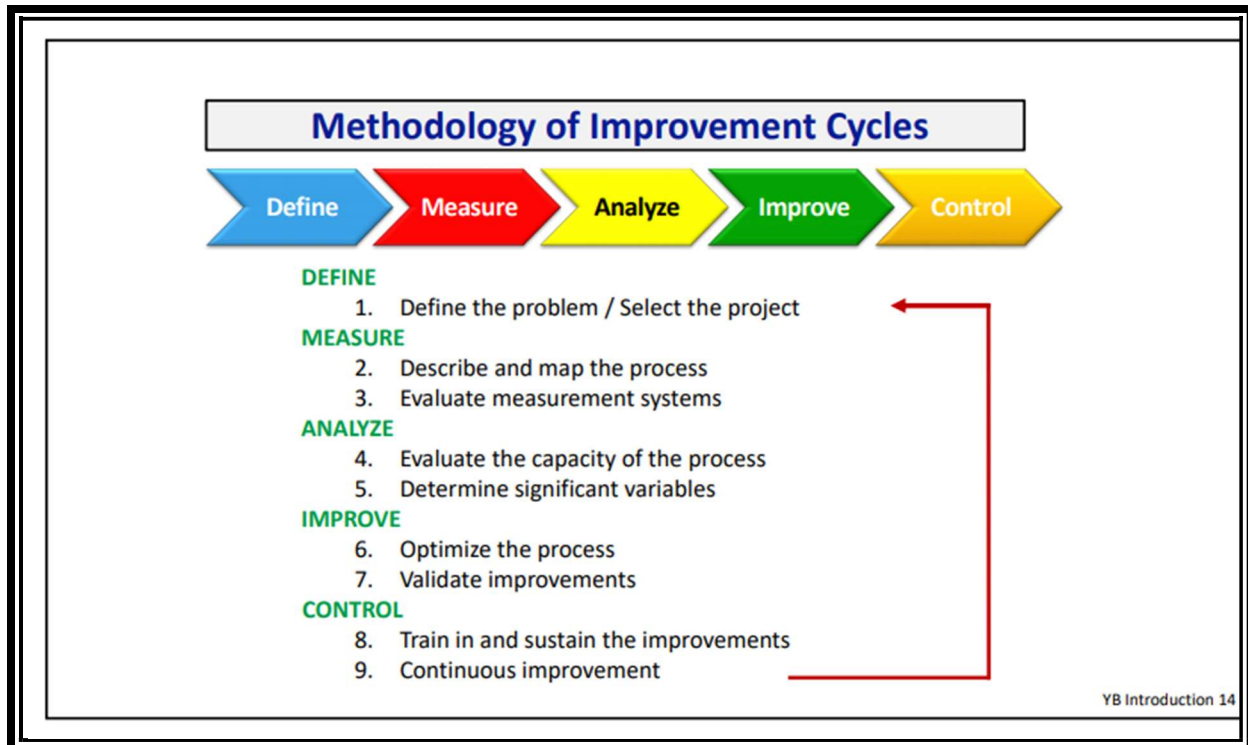 Methodology of Improvement Cycles
Define Measure Analyze Improve Control
DEFINE
1. Define the problem / Select the project
MEASURE
2. Describe and map the process
3. Evaluate measurement systems
ANALYZE
4. Evaluate the capacity of the process
5. Determine significant variables
IMPROVE
6. Optimize the process
7. Validate improvements
CONTROL
8. Train in and sustain the improvements
9. Continuous improvement
YB Introduction 14